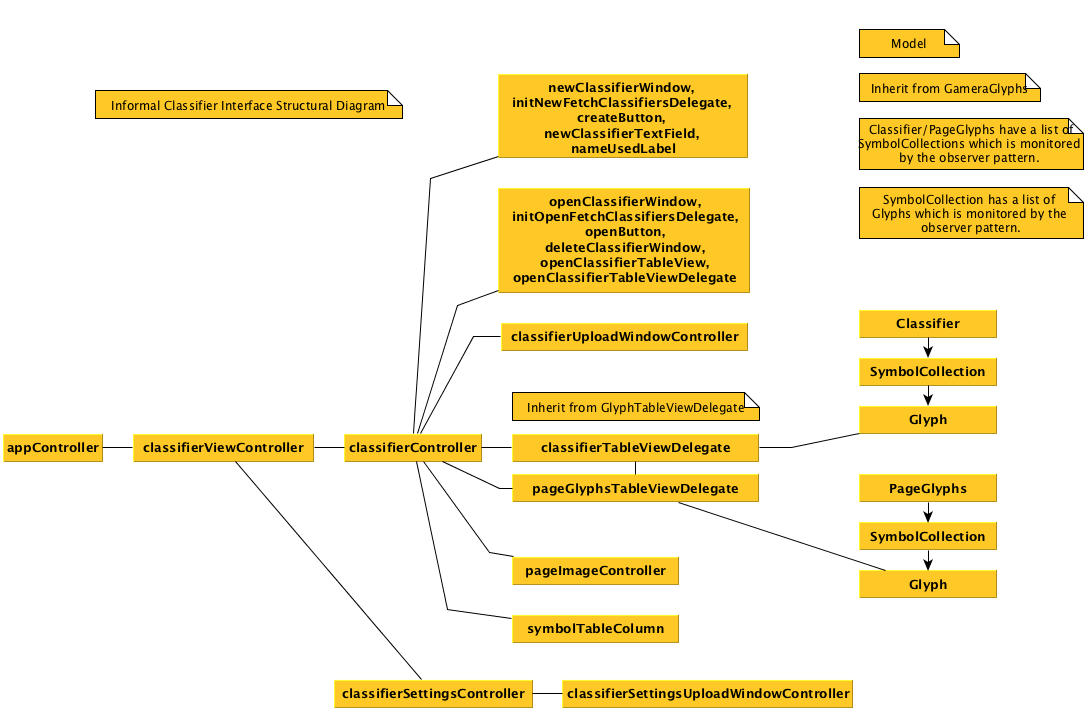 Informal Classifier Interface Structural Diagram
newClassifierWindow,
initNewFetchClassifiersDelegate,
createButton,
newClassifierTextField,
nameUsedLabel
openClassifierWindow,
initOpenFetchClassifiersDelegate,
openButton,
deleteClassifierWindow,
openClassifierTableView,
openClassifierTableViewDelegate
classifierUploadWindowController
Inherit from GlyphTableViewDelegate
appController
classifierViewController
classifierController
classifierTableViewDelegate
pageGlyphsTableViewDelegate
pageImageController
symbolTableColumn
classifierSettingsController
classifierSettingsUploadWindowController
Model
Inherit from GameraGlyphs
Classifier/PageGlyphs have a list of
SymbolCollections which is monitored
by the observer pattern.
SymbolCollection has a list of
Glyphs which is monitored by the
observer pattern.
Classifier
SymbolCollection
Glyph
PageGlyphs
SymbolCollection
Glyph